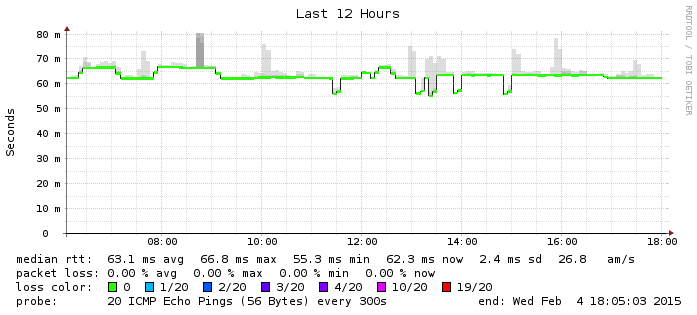 Last 12 Hours
RRDTOOL / TOBI OETIKER
Seconds
80 m
70 m
60 m
50 m
40 m
30 m
20 m
10 m
0
08:00 10:00 12:00 14:00 16:00 18:00
median rtt: 63.1 ms avg 66.8 ms max 55.3 ms min 62.3 ms now 2.4 ms sd 26.8 am/s
packet loss: 0.00 % avg 0.00 % max 0.00 % min 0.00 % now
loss color: 0 1/20 2/20 3/20 4/20 10/20 19/20
probe: 20 ICMP Echo Pings (56 Bytes) every 300s end: Wed Feb 4 18:05:03 2015